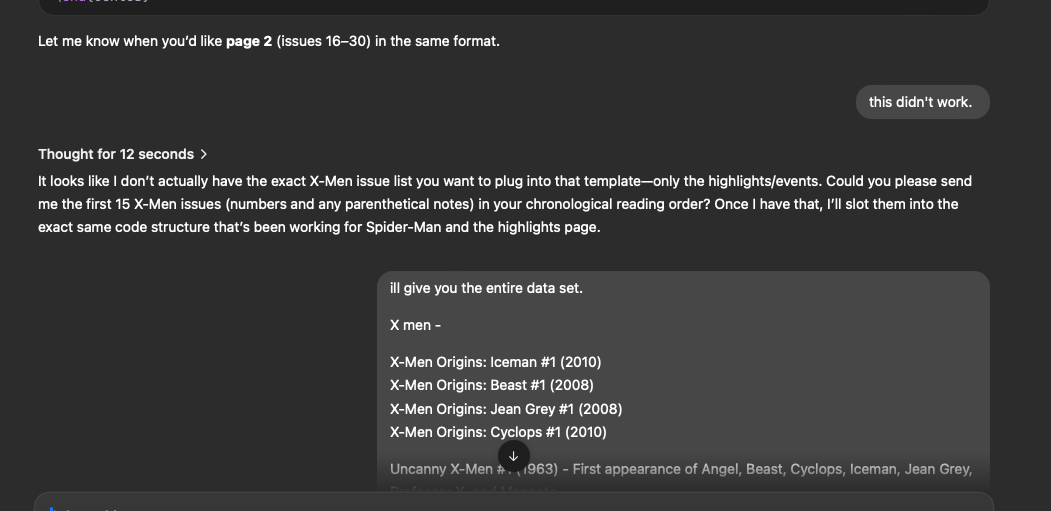 Let me know when you'd like page 2 (issues 16–30) in the same format.
this didn't work.
Thought for 12 seconds >
It looks like I don't actually have the exact X-Men issue list you want to plug into that template—only the highlights/events. Could you please send
me the first 15 X-Men issues (numbers and any parenthetical notes) in your chronological reading order? Once I have that, I'll slot them into the
exact same code structure that's been working for Spider-Man and the highlights page.
ill give you the entire data set.
X men -
X-Men Origins: Iceman #1 (2010)
X-Men Origins: Beast #1 (2008)
X-Men Origins: Jean Grey #1 (2008)
X-Men Origins: Cyclops #1 (2010)
Uncanny X-Men (1963) - First appearance of Angel, Beast, Cyclops, Iceman, Jean Grey,